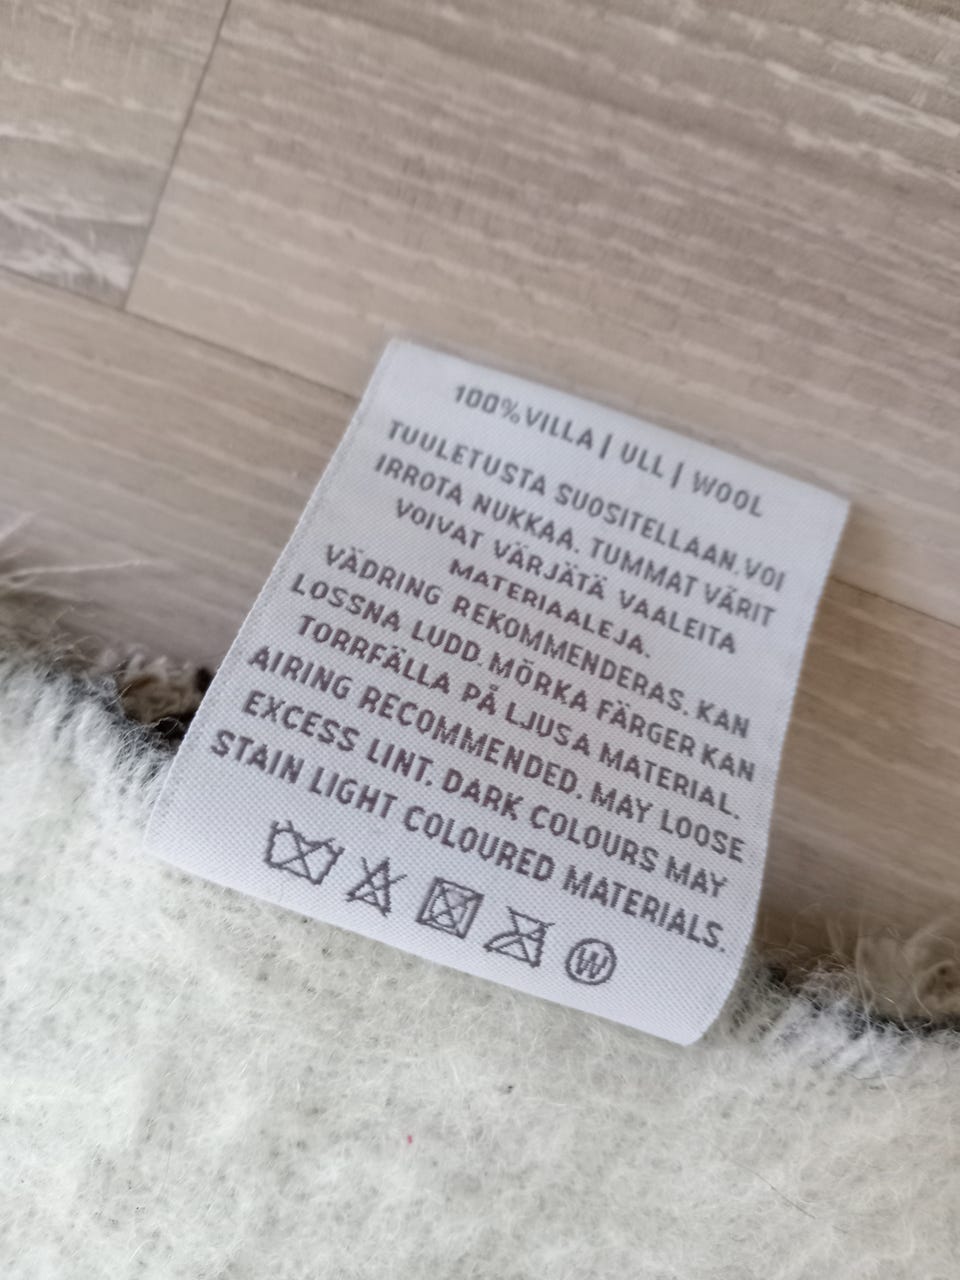 100% VILLA | ULL | WOOL
TUULETUSTA SUOSITELLAAN.VOI
IRROTA NUKKAA. TUMMAT VÄRIT
VOIVAT VÄRJÄTÄ VAALEITA
MATERIAALEJA.
VÄDRING REKOMMENDERAS. KAN
LOSSNA LUDD. MÖRKA FÄRGER KAN
TORRFÄLLA PÅ LJUSA MATERIAL.
AIRING RECOMMENDED. MAY LOOSE
EXCESS LINT. DARK COLOURS MAY
STAIN LIGHT COLOURED MATERIALS.
W